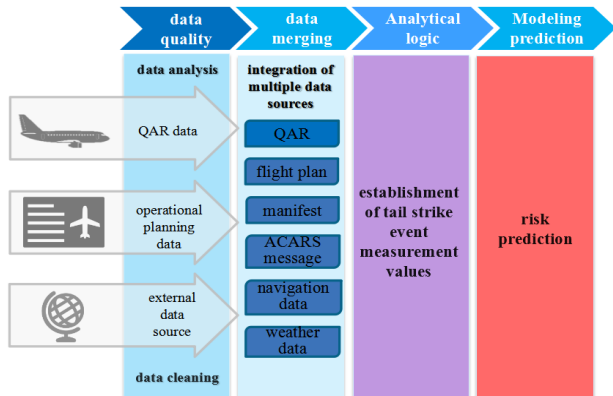 data
quality
data
merging
Analytical
logic
Modeling
prediction
data analysis
QAR data
operational
planning
data
external
data
source
data cleaning
integration of
multiple data
sources
QAR
flight plan
manifest
ACARS
message
navigation
data
weather
data
establishment
of tail strike
event
measurement
values
risk
prediction